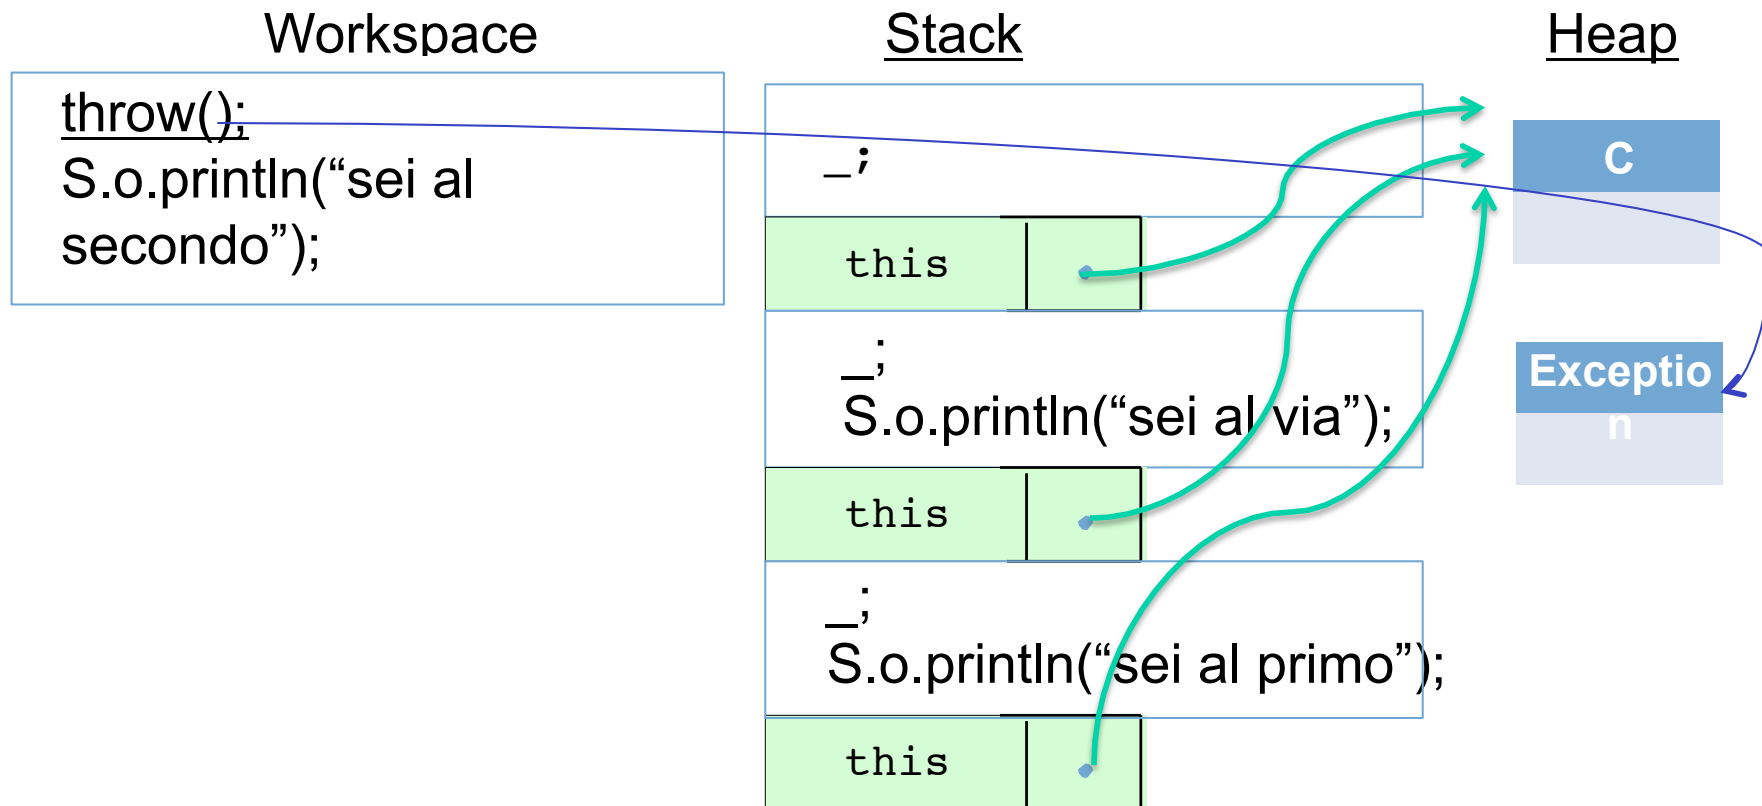 Workspace
throw();
S.o.println(“sei al
secondo”);
Stack
_;
this
_;
S.o.println(“sei al via”);
this
_;
S.o.println(“sei al primo”);
this
Heap
C
Exceptio
n